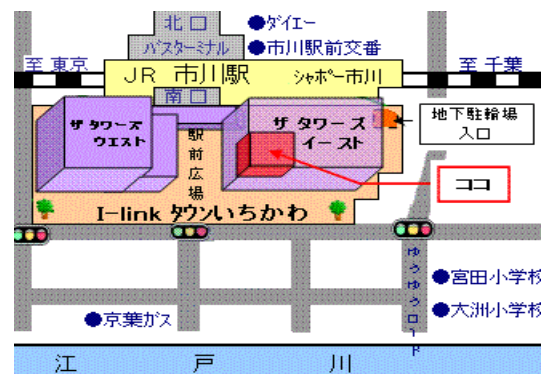 北口
●ダイエー
バスターミナル
●市川駅前交番
至 東京
至 千葉
JR 市川駅
シャポー市川
南口
地下駐輪場
入口
ザ タワーズ
ウエスト
ザ タワーズ
イースト
駅前広場
ココ
I-link タウンいちかわ
ゆうゆうロード
●宮田小学校
●大洲小学校
●京葉ガス
江戸川